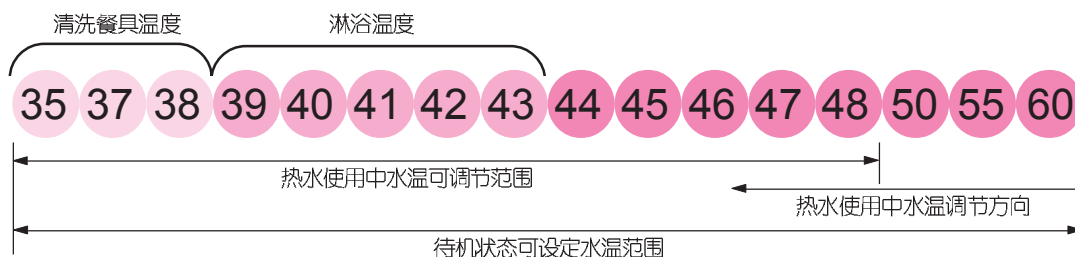 清洗餐具温度 淋浴温度
35 37 38 39 40 41 42 43 44 45 46 47 48 50 55 60
热水使用中水温可调节范围
热水使用中水温调节方向
待机状态可设定水温范围